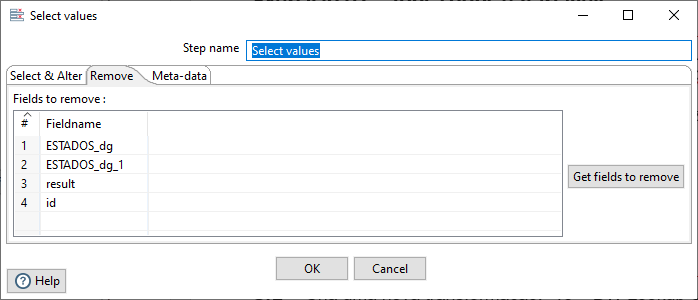 Select values
Step name Select values
Select & Alter Remove Meta-data
Fields to remove :
# Fieldname
1 ESTADOS_dg
2 ESTADOS_dg_1
3 result
4 id
Get fields to remove
OK Cancel
Help